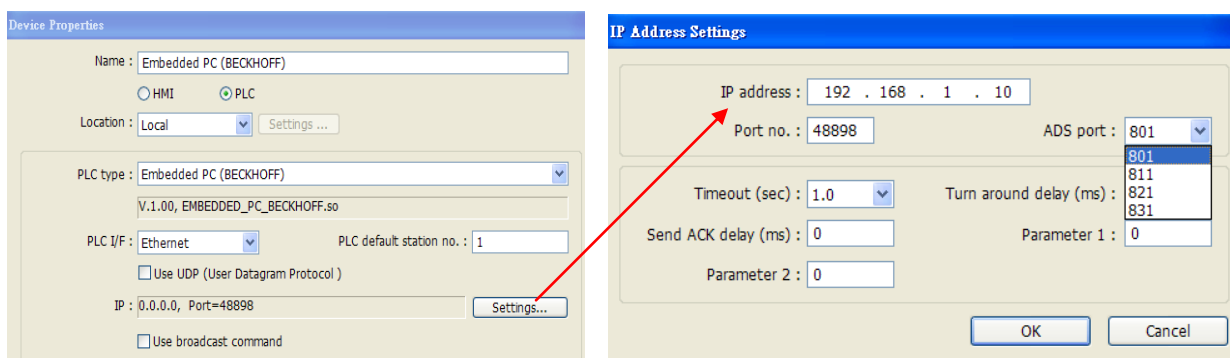 Device Properties
Name : Embedded PC (BECKHOFF)
HMI PLC
Location : Local Settings ...
PLC type : Embedded PC (BECKHOFF)
V.1.00, EMBEDDED_PC_BECKHOFF.so
PLC I/F : Ethernet PLC default station no. : 1
Use UDP (User Datagram Protocol )
IP : 0.0.0.0, Port=48898 Settings...
Use broadcast command
IP Address Settings
IP address : 192 . 168 . 1 . 10
Port no. : 48898 ADS port : 801
801
811
821
831
Timeout (sec) : 1.0 Turn around delay (ms) :
Send ACK delay (ms) : 0 Parameter 1 : 0
Parameter 2 : 0
OK Cancel